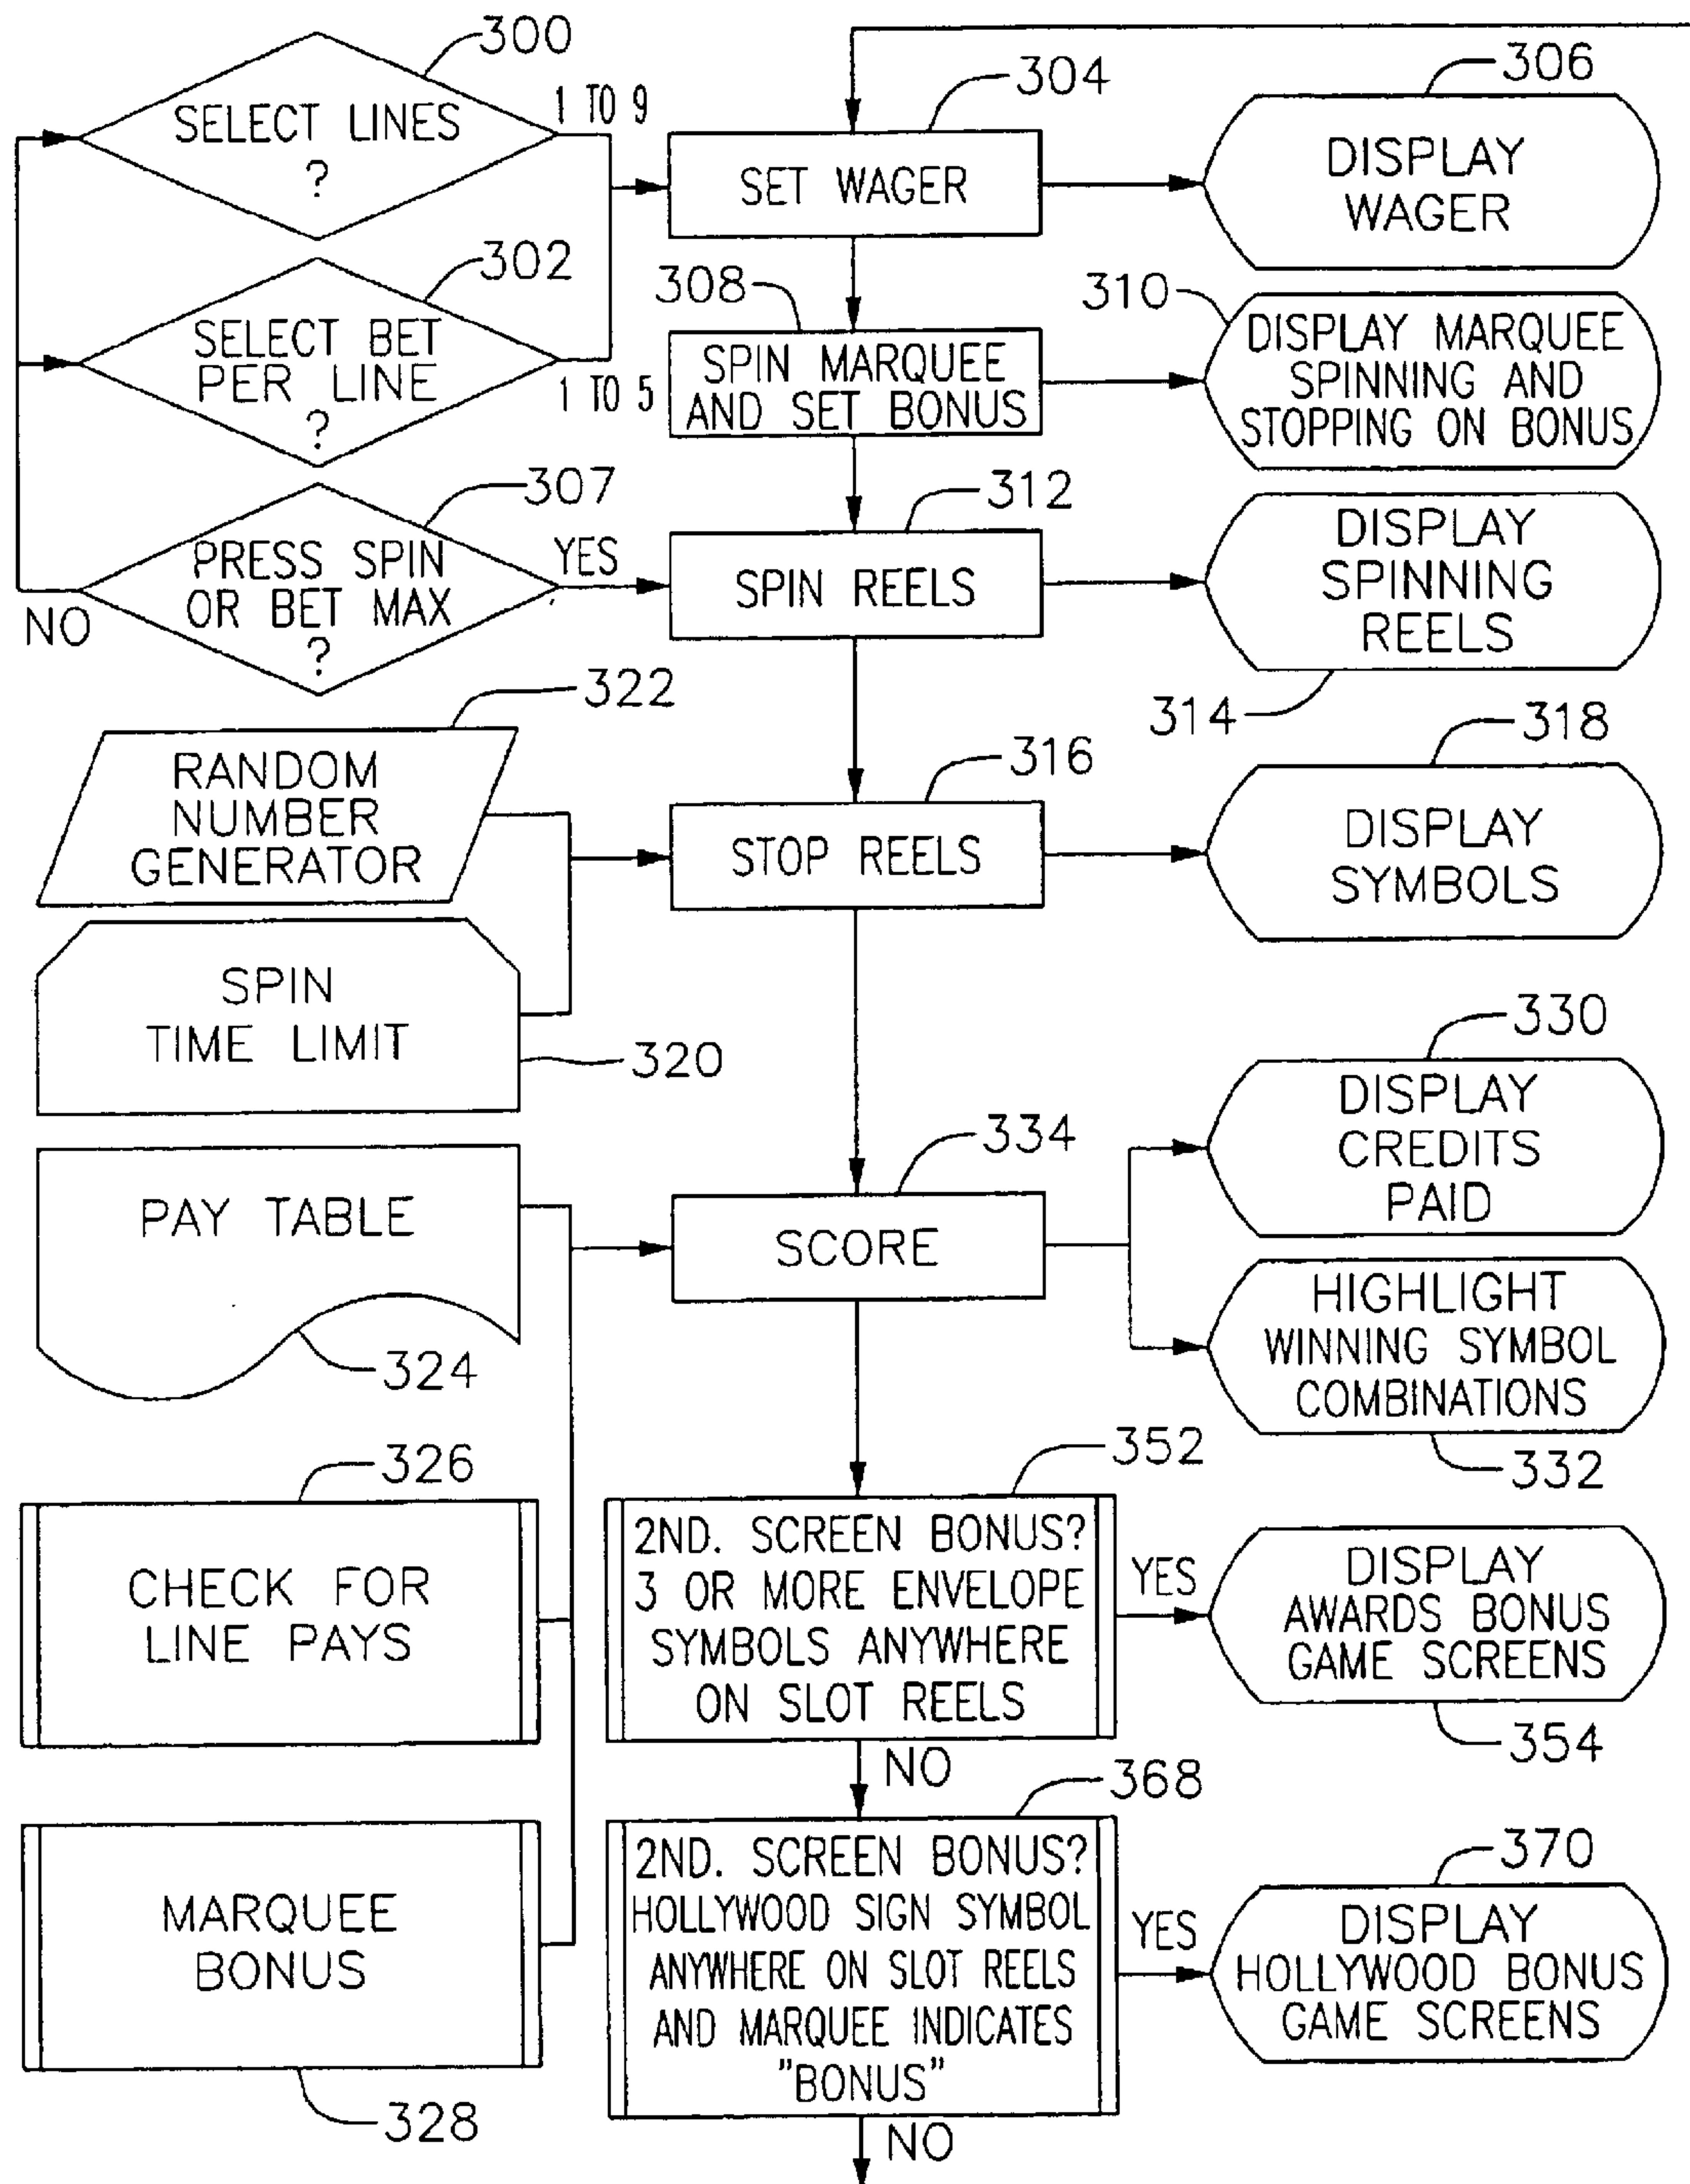 300
SELECT LINES
?
1 TO 9
304
SET WAGER
306
DISPLAY
WAGER
302
SELECT BET
PER LINE
?
1 TO 5
308
SPIN MARQUEE
AND SET BONUS
310
DISPLAY MARQUEE
SPINNING AND
STOPPING ON BONUS
307
PRESS SPIN
OR BET MAX
?
YES
NO
312
SPIN REELS
DISPLAY
SPINNING
REELS
314
322
RANDOM
NUMBER
GENERATOR
316
STOP REELS
318
DISPLAY
SYMBOLS
SPIN
TIME LIMIT
320
PAY TABLE
324
334
SCORE
330
DISPLAY
CREDITS
PAID
HIGHLIGHT
WINNING SYMBOL
COMBINATIONS
332
326
CHECK FOR
LINE PAYS
352
2ND. SCREEN BONUS?
3 OR MORE ENVELOPE
SYMBOLS ANYWHERE
ON SLOT REELS
YES
NO
DISPLAY
AWARDS BONUS
GAME SCREENS
354
MARQUEE
BONUS
328
368
2ND. SCREEN BONUS?
HOLLYWOOD SIGN SYMBOL
ANYWHERE ON SLOT REELS
AND MARQUEE INDICATES
"BONUS"
YES
NO
370
DISPLAY
HOLLYWOOD BONUS
GAME SCREENS